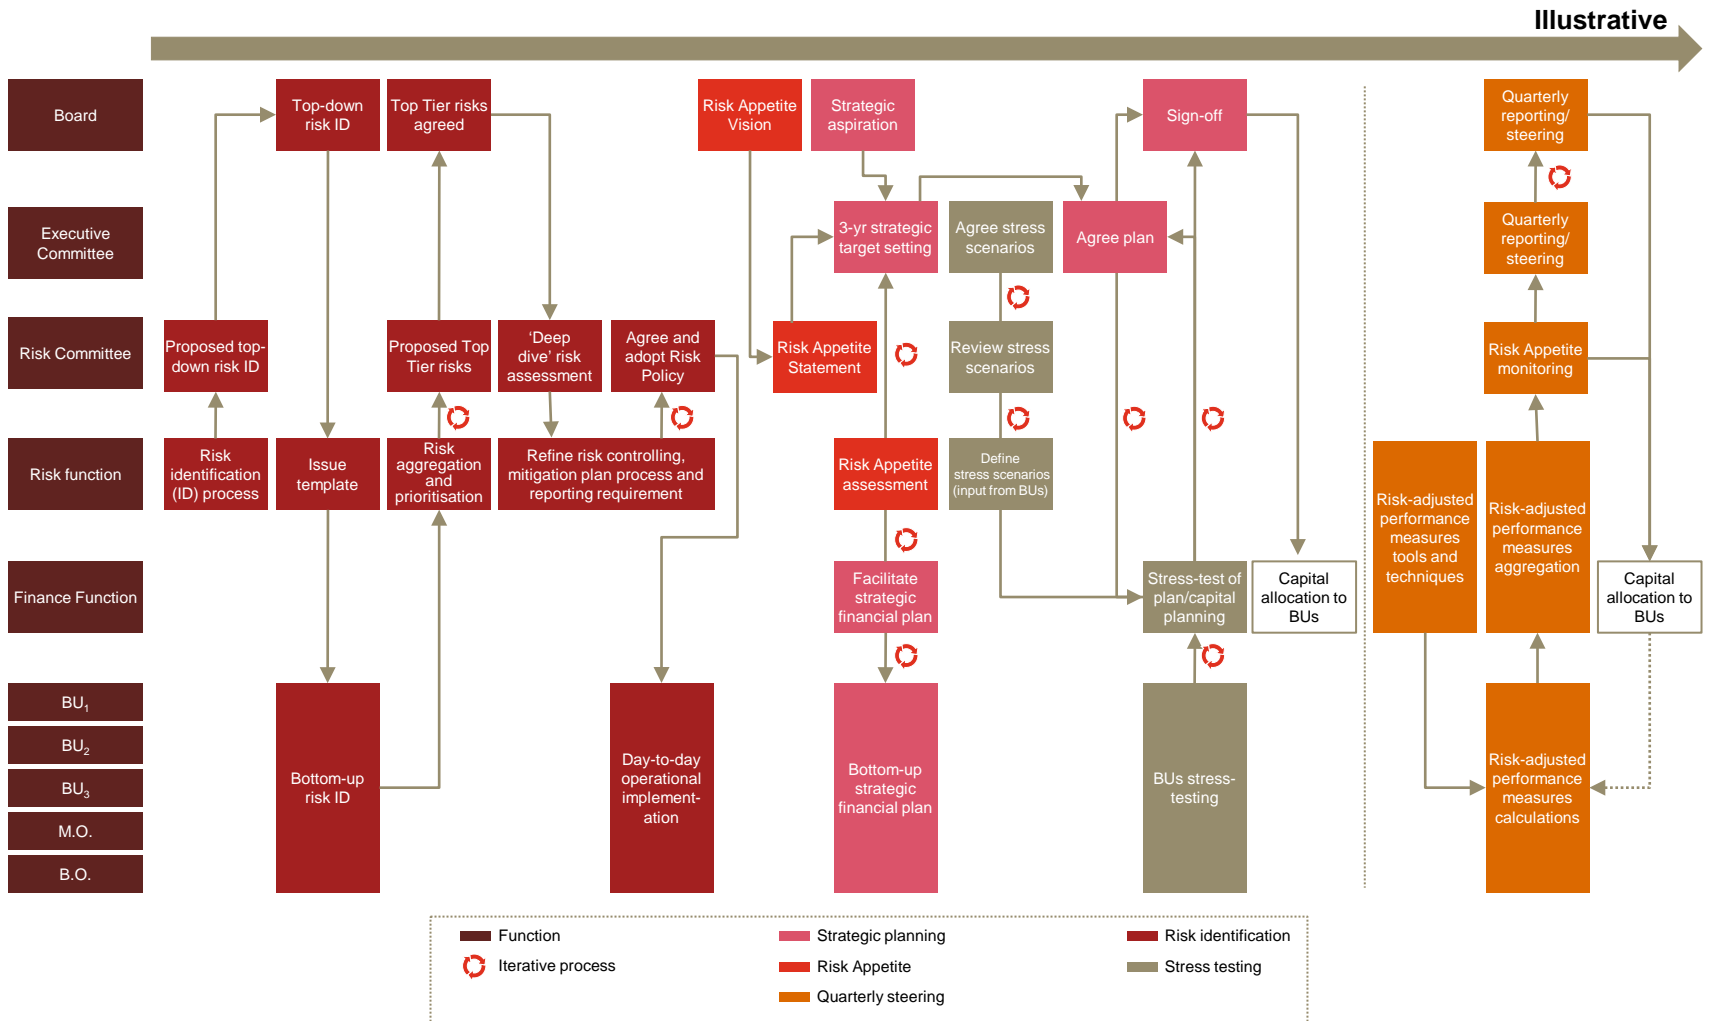 Illustrative
Board
Top-down
risk ID
Top Tier risks
agreed
Risk Appetite
Vision
Strategic
aspiration
Sign-off
Quarterly
reporting/
steering
Executive
Committee
3-yr strategic
target setting
Agree stress
scenarios
Agree plan
Quarterly
reporting/
steering
Risk Committee
Proposed top-
down risk ID
Proposed Top
Tier risks
‘Deep
dive’ risk
assessment
Agree and
adopt Risk
Policy
Risk Appetite
Statement
Review stress
scenarios
Risk Appetite
monitoring
Risk function
Risk
identification
(ID) process
Issue
template
Risk
aggregation
and
prioritisation
Refine risk controlling,
mitigation plan process and
reporting requirement
Risk Appetite
assessment
Define
stress scenarios
(input from BUs)
Risk-adjusted
performance
measures
tools and
techniques
Risk-adjusted
performance
measures
aggregation
Finance Function
Facilitate
strategic
financial plan
Stress-test of
plan/capital
planning
Capital
allocation to
BUs
Capital
allocation to
BUs
BU1
BU2
BU3
M.O.
B.O.
Bottom-up
risk ID
Day-to-day
operational
implement-
ation
Bottom-up
strategic
financial plan
BUs stress-
testing
Risk-adjusted
performance
measures
calculations
Function
Strategic planning
Risk identification
Iterative process
Risk Appetite
Stress testing
Quarterly steering